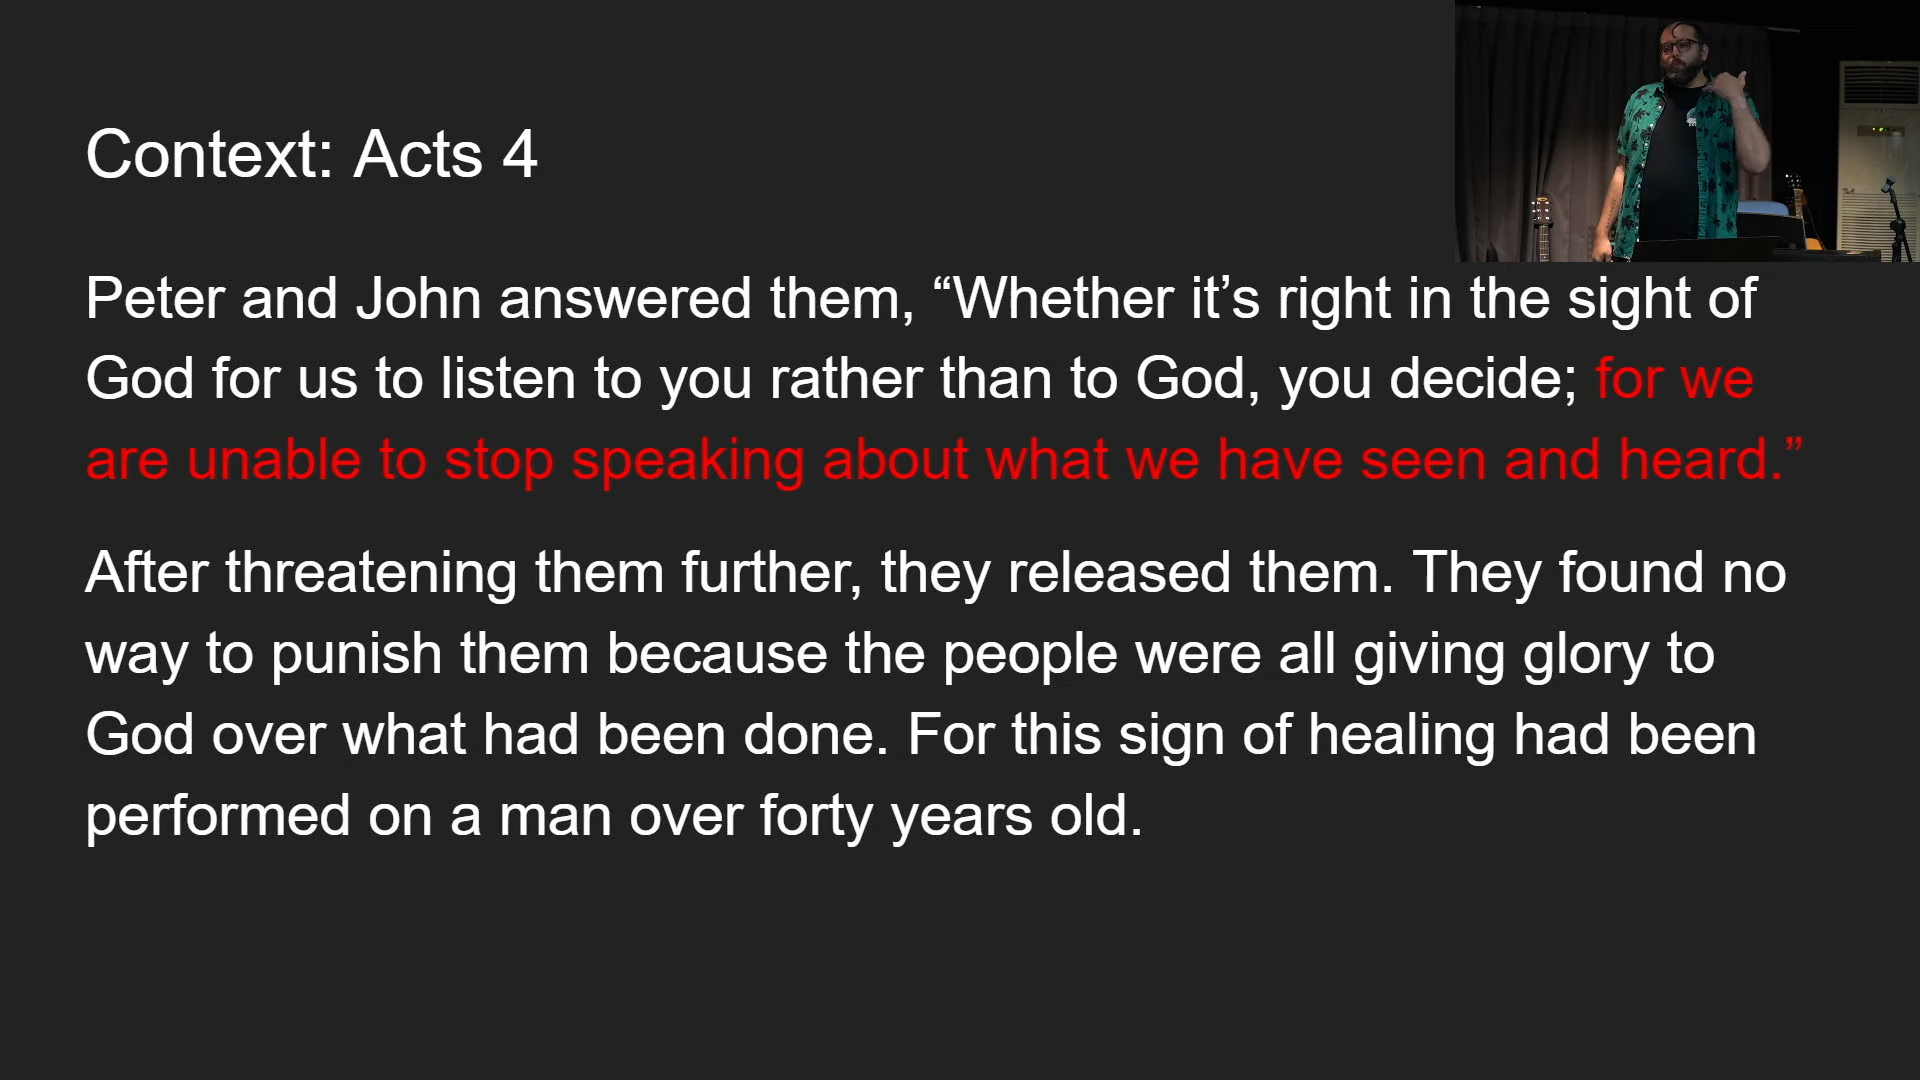 Context: Acts 4
Peter and John answered them, “Whether it’s right in the sight of
God for us to listen to you rather than to God, you decide; for we
are unable to stop speaking about what we have seen and heard.”
After threatening them further, they released them. They found no
way to punish them because the people were all giving glory to
God over what had been done. For this sign of healing had been
performed on a man over forty years old.